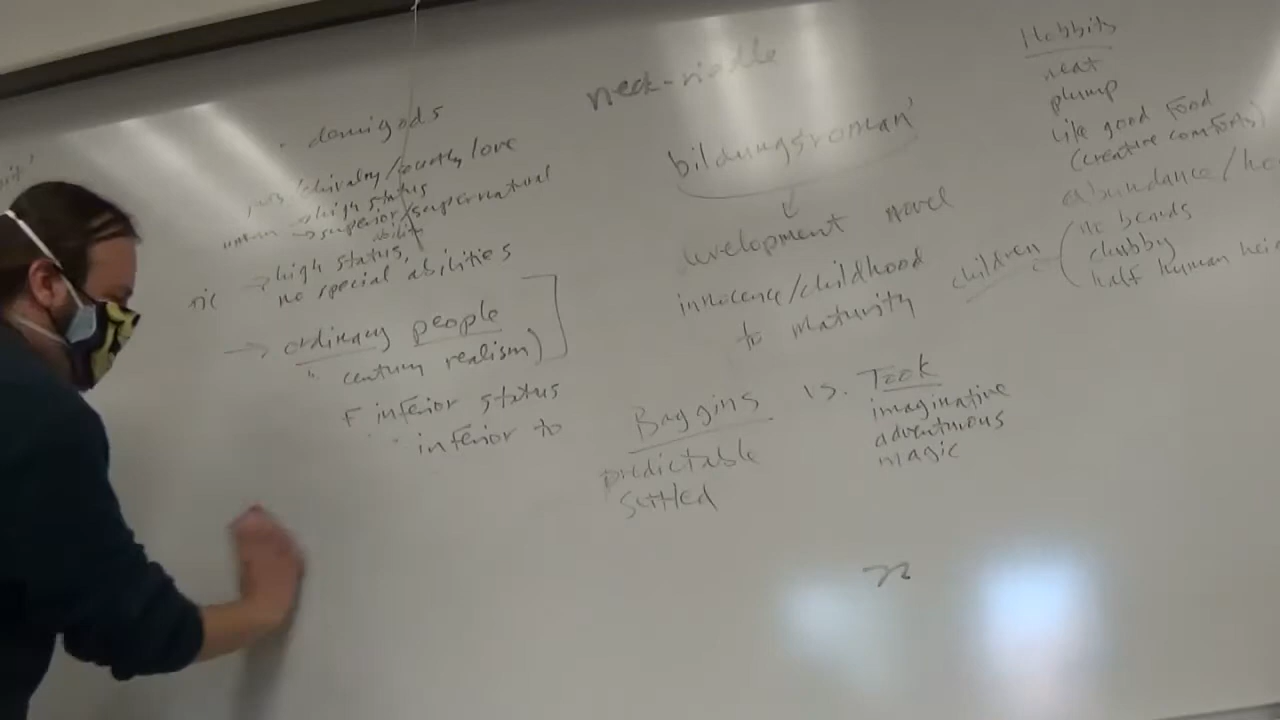 demigods
/chivalry/courtly love
→ high status
→ superior/supernatural
abilities
→ high status,
no special abilities
→ ordinary people
century realism)
inferior status
inferior to
neck-riddle
bildungsroman
development novel
innocence/childhood
to maturity
Baggins vs. Took
predictable
settled
imaginative
adventurous
magic
Hobbits
neat
plump
like good food
(creature comforts)
abundance/
children
no beards
chubby
half human
n